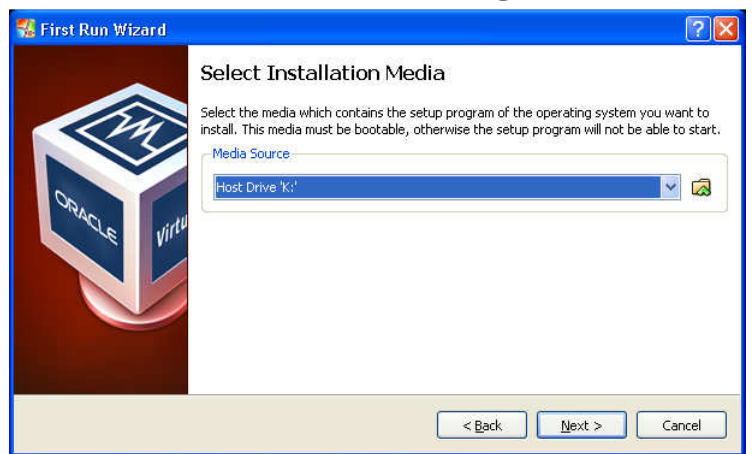 First Run Wizard
Select Installation Media
Select the media which contains the setup program of the operating system you want to
install. This media must be bootable, otherwise the setup program will not be able to start.
Media Source
Host Drive 'K:'
ORACLE
Virtu
< Back
Next >
Cancel